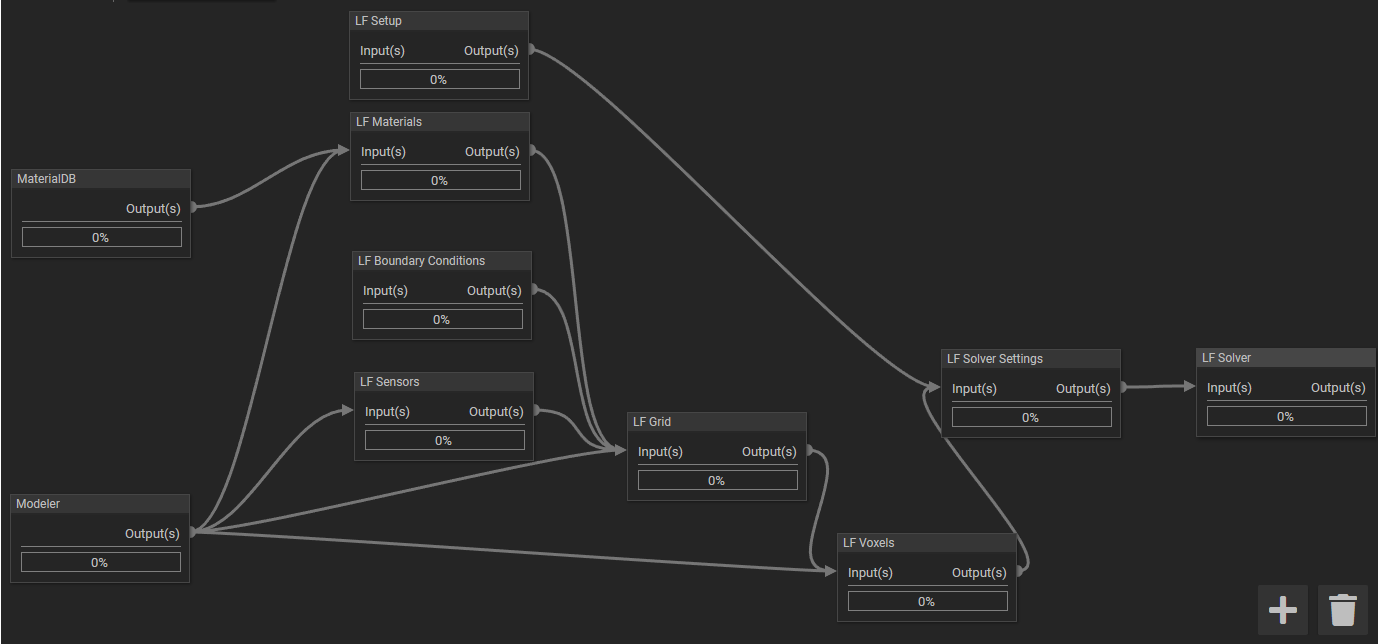 LF Setup
Input(s) Output(s)
0%
LF Materials
Input(s) Output(s)
0%
MaterialDB
Output(s)
0%
LF Boundary Conditions
Input(s) Output(s)
0%
LF Sensors
Input(s) Output(s)
0%
Modeler
Output(s)
0%
LF Grid
Input(s) Output(s)
0%
LF Voxels
Input(s) Output(s)
0%
LF Solver Settings
Input(s) Output(s)
0%
LF Solver
Input(s) Output(s)
0%